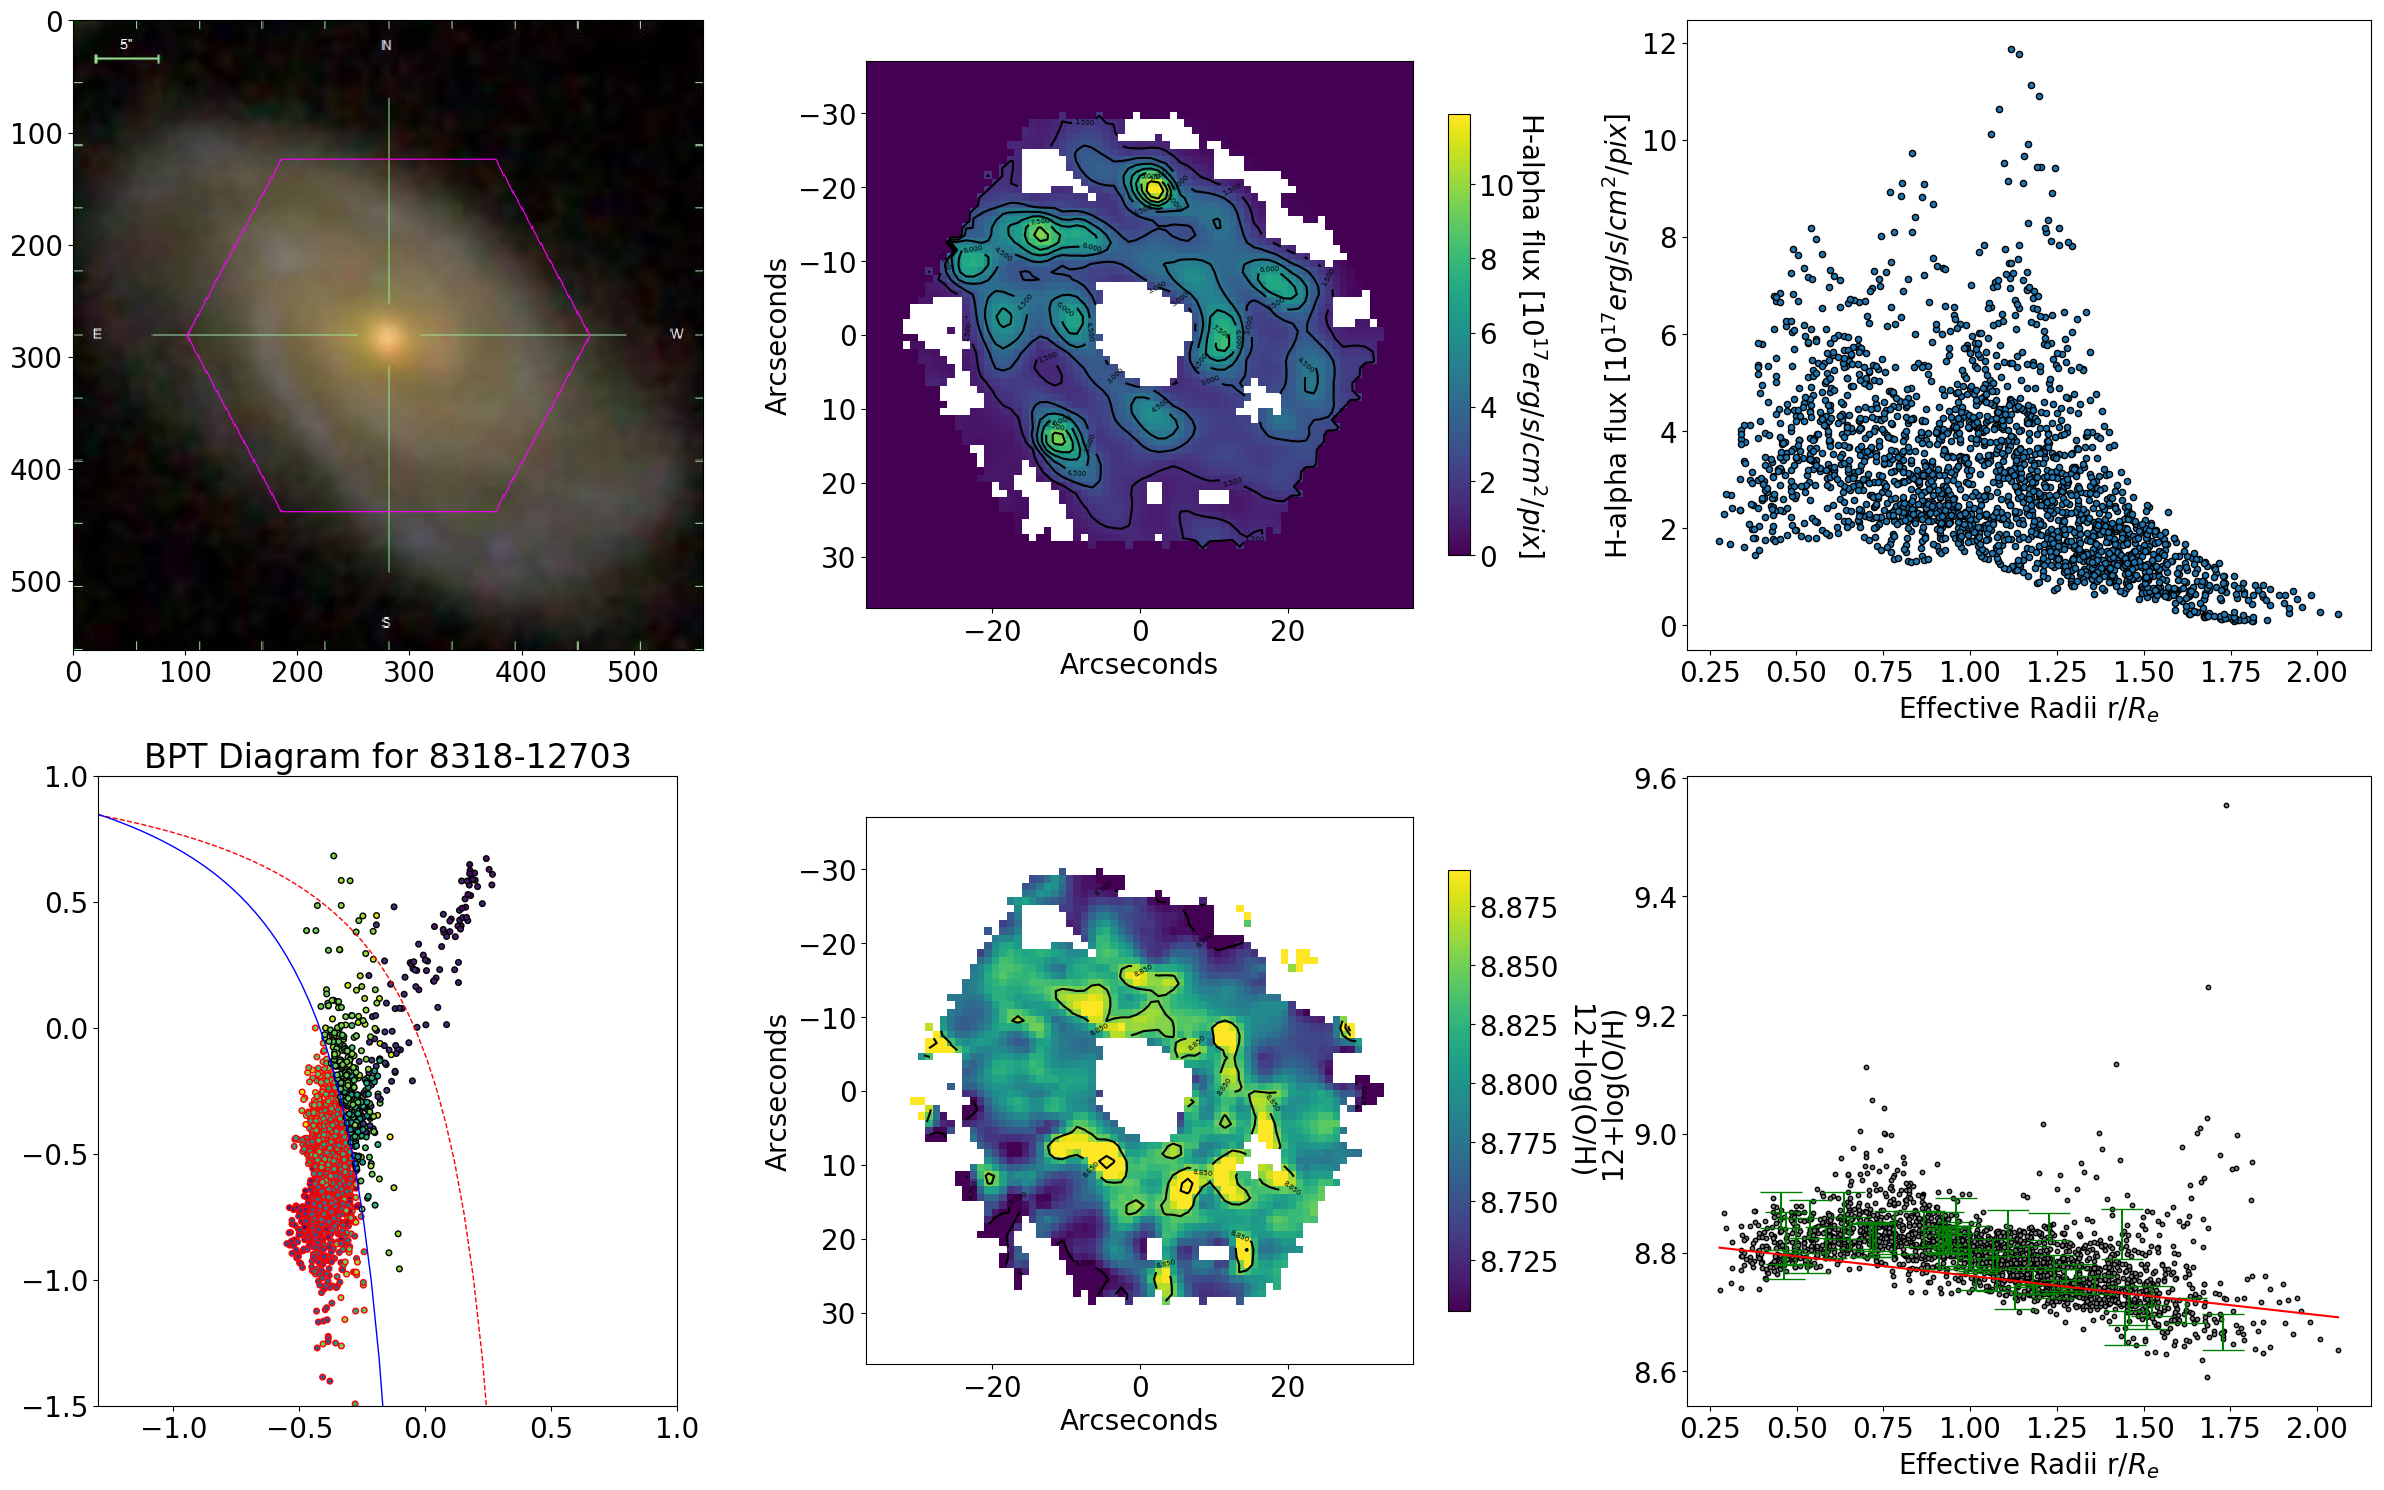 0
100
200
300
400
500
5"
N
E
W
S
0 100 200 300 400 500
−30
−20
−10
0
10
20
30
Arcseconds
−20 0 20
Arcseconds
10
8
6
4
2
0
H-alpha flux [10^17 erg/s/cm^2/pix]
12
10
8
6
4
2
0
H-alpha flux [10^17 erg/s/cm^2/pix]
0.25 0.50 0.75 1.00 1.25 1.50 1.75 2.00
Effective Radii r/R_e
BPT Diagram for 8318-12703
1.0
0.5
0.0
−0.5
−1.0
−1.5
−1.0 −0.5 0.0 0.5 1.0
−30
−20
−10
0
10
20
30
Arcseconds
−20 0 20
Arcseconds
8.875
8.850
8.825
8.800
8.775
8.750
8.725
12+log(O/H)
9.6
9.4
9.2
9.0
8.8
8.6
12+log(O/H)
0.25 0.50 0.75 1.00 1.25 1.50 1.75 2.00
Effective Radii r/R_e